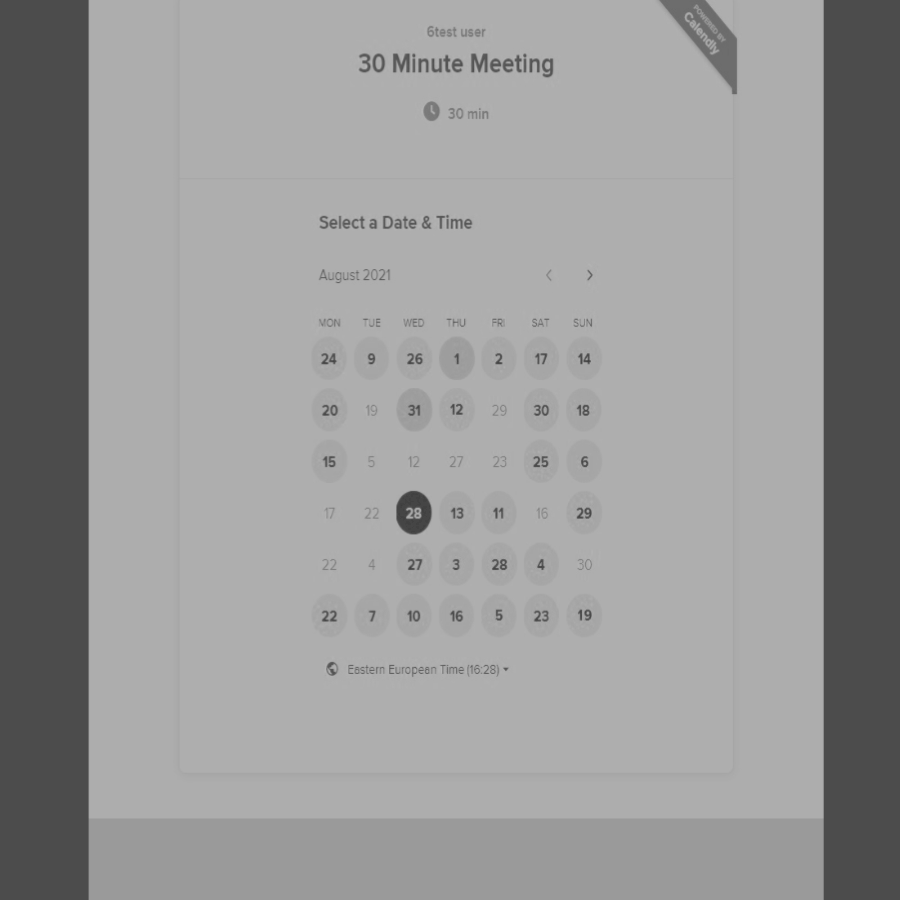 POWERED BY
Calendly
6test user
30 Minute Meeting
30 min
Select a Date & Time
August 2021
MON TUE WED THU FRI SAT SUN
24 9 26 1 2 17 14
20 19 31 12 29 30 18
15 5 12 27 23 25 6
17 22 28 13 11 16 29
22 4 27 3 28 4 30
22 7 10 16 5 23 19
Eastern European Time (16:28)